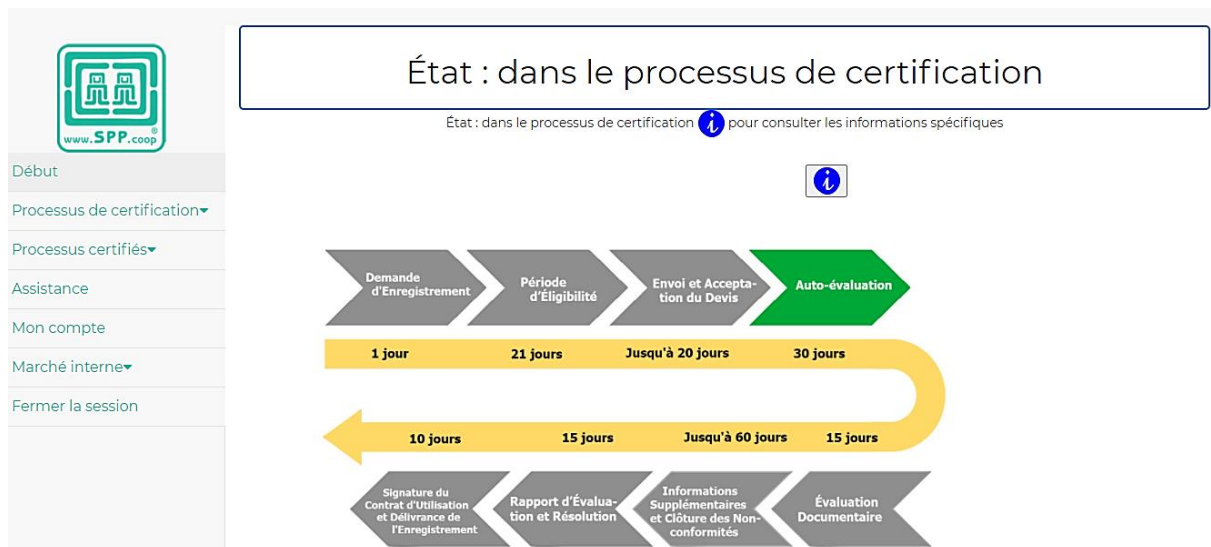 www.SPP.coop®
Début
Processus de certification
Processus certifiés
Assistance
Mon compte
Marché interne
Fermer la session
État : dans le processus de certification
État : dans le processus de certification i pour consulter les informations spécifiques
i
Demande
d'Enregistrement
Période
d'Éligibilité
Envoi et Accepta-
tion du Devis
Auto-évaluation
1 jour
21 jours
Jusqu'à 20 jours
30 jours
10 jours
15 jours
Jusqu'à 60 jours
15 jours
Signature du
Contrat d'Utilisation
et Délivrance de
l'Enregistrement
Rapport d'Évalua-
tion et Résolution
Informations
Supplémentaires
et Clôture des Non-
conformités
Évaluation
Documentaire